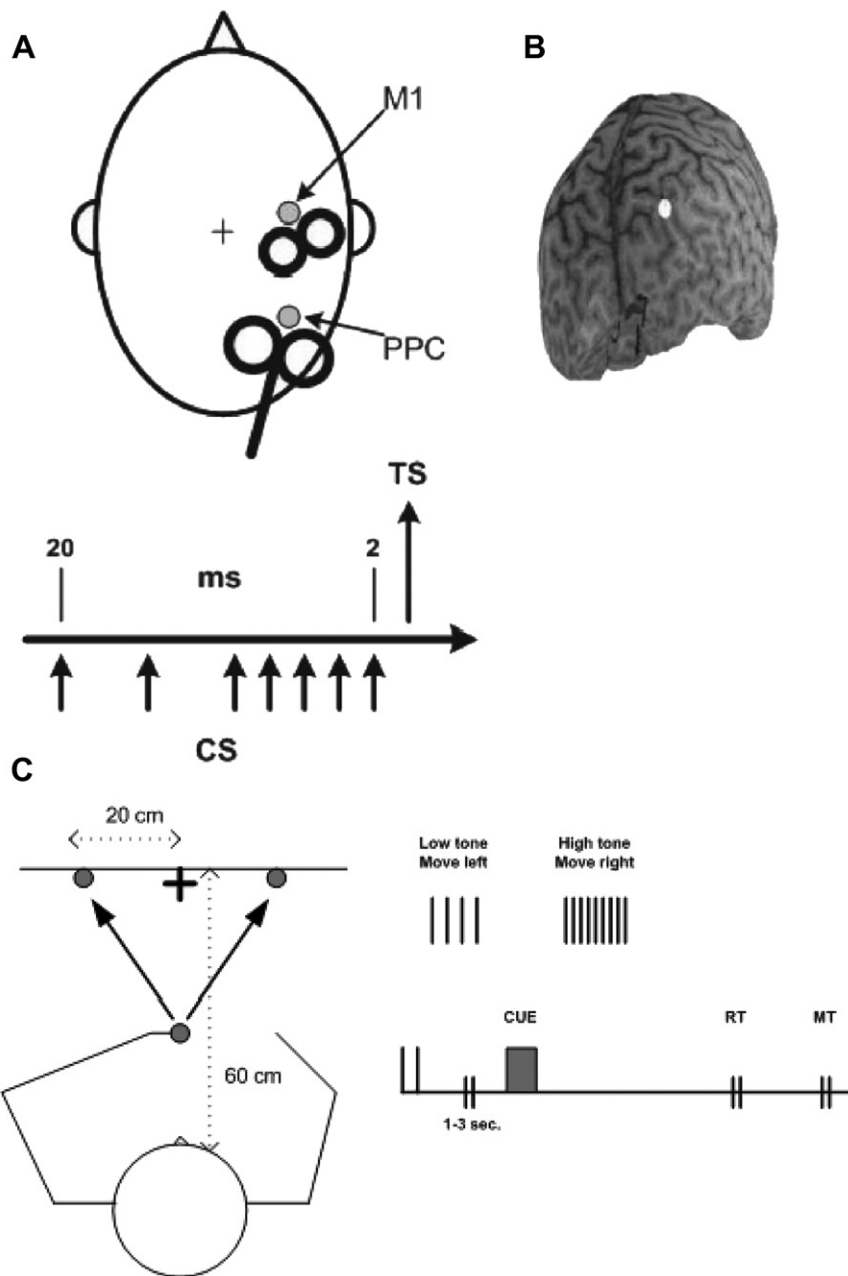 A
B
M1
PPC
TS
20
2
ms
CS
C
20 cm
60 cm
Low tone
Move left
High tone
Move right
CUE
RT
MT
1-3 sec.